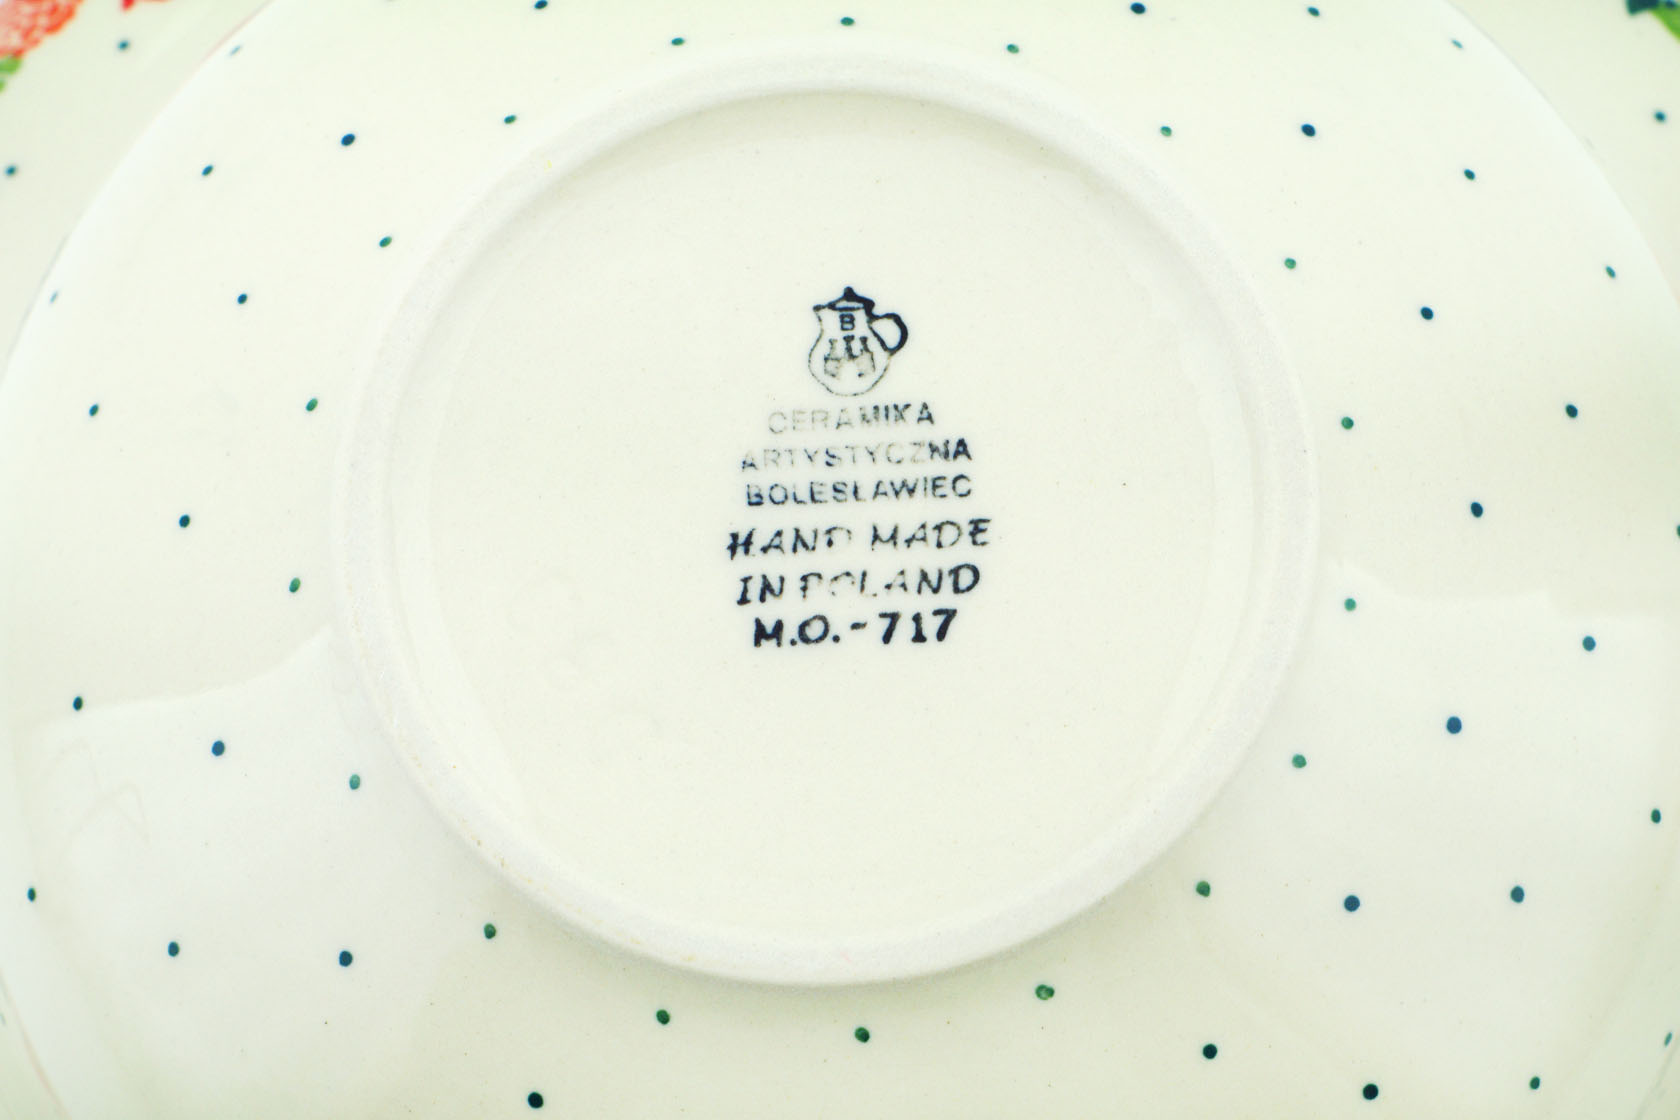 B
CERAMIKA
ARTYSTYCZNA
BOLESŁAWIEC
HAND MADE
IN POLAND
M.O.-717